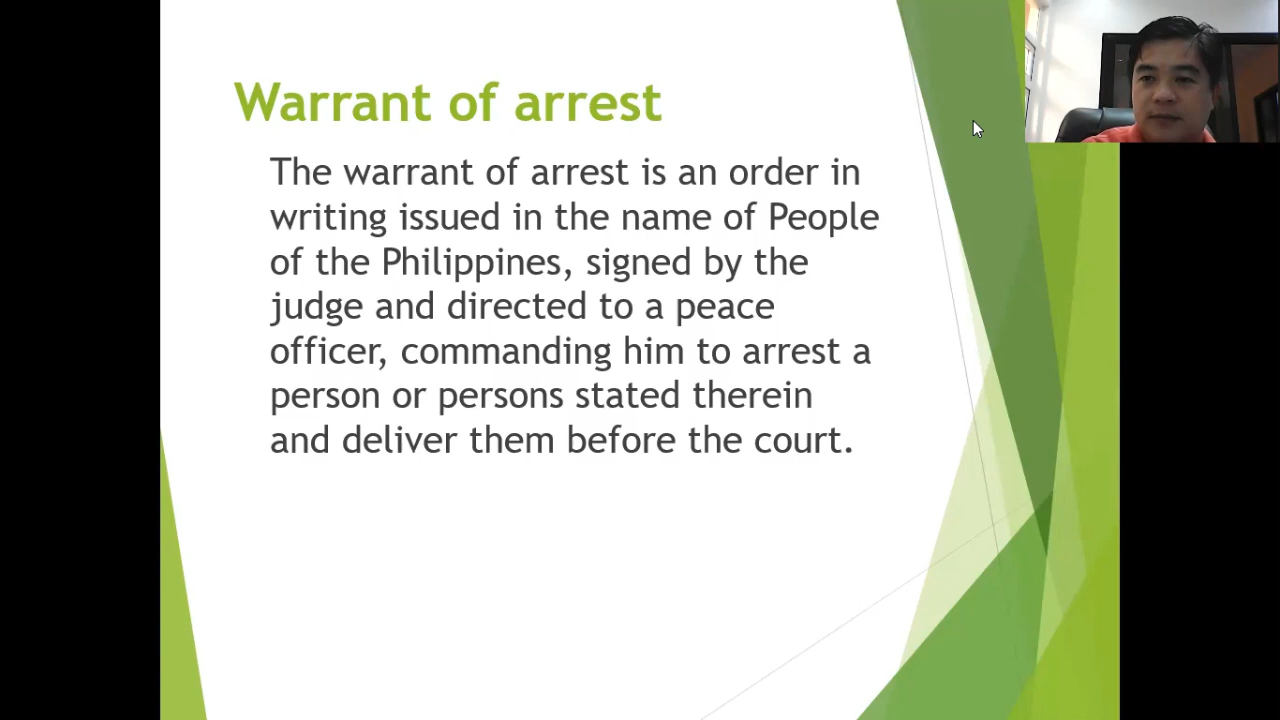 Warrant of arrest
The warrant of arrest is an order in
writing issued in the name of People
of the Philippines, signed by the
judge and directed to a peace
officer, commanding him to arrest a
person or persons stated therein
and deliver them before the court.